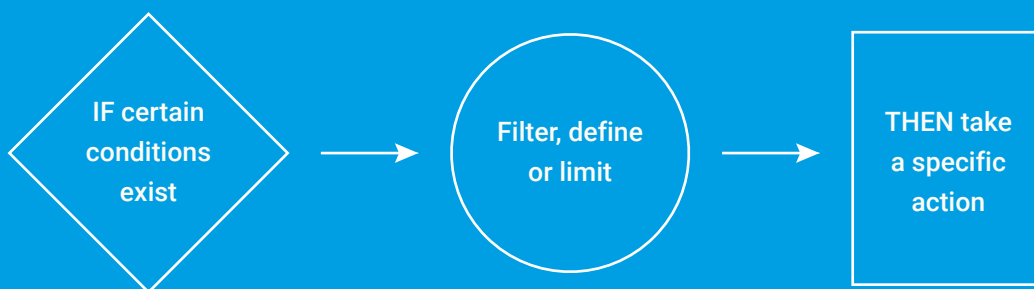 IF certain
conditions
exist
Filter, define
or limit
THEN take
a specific
action